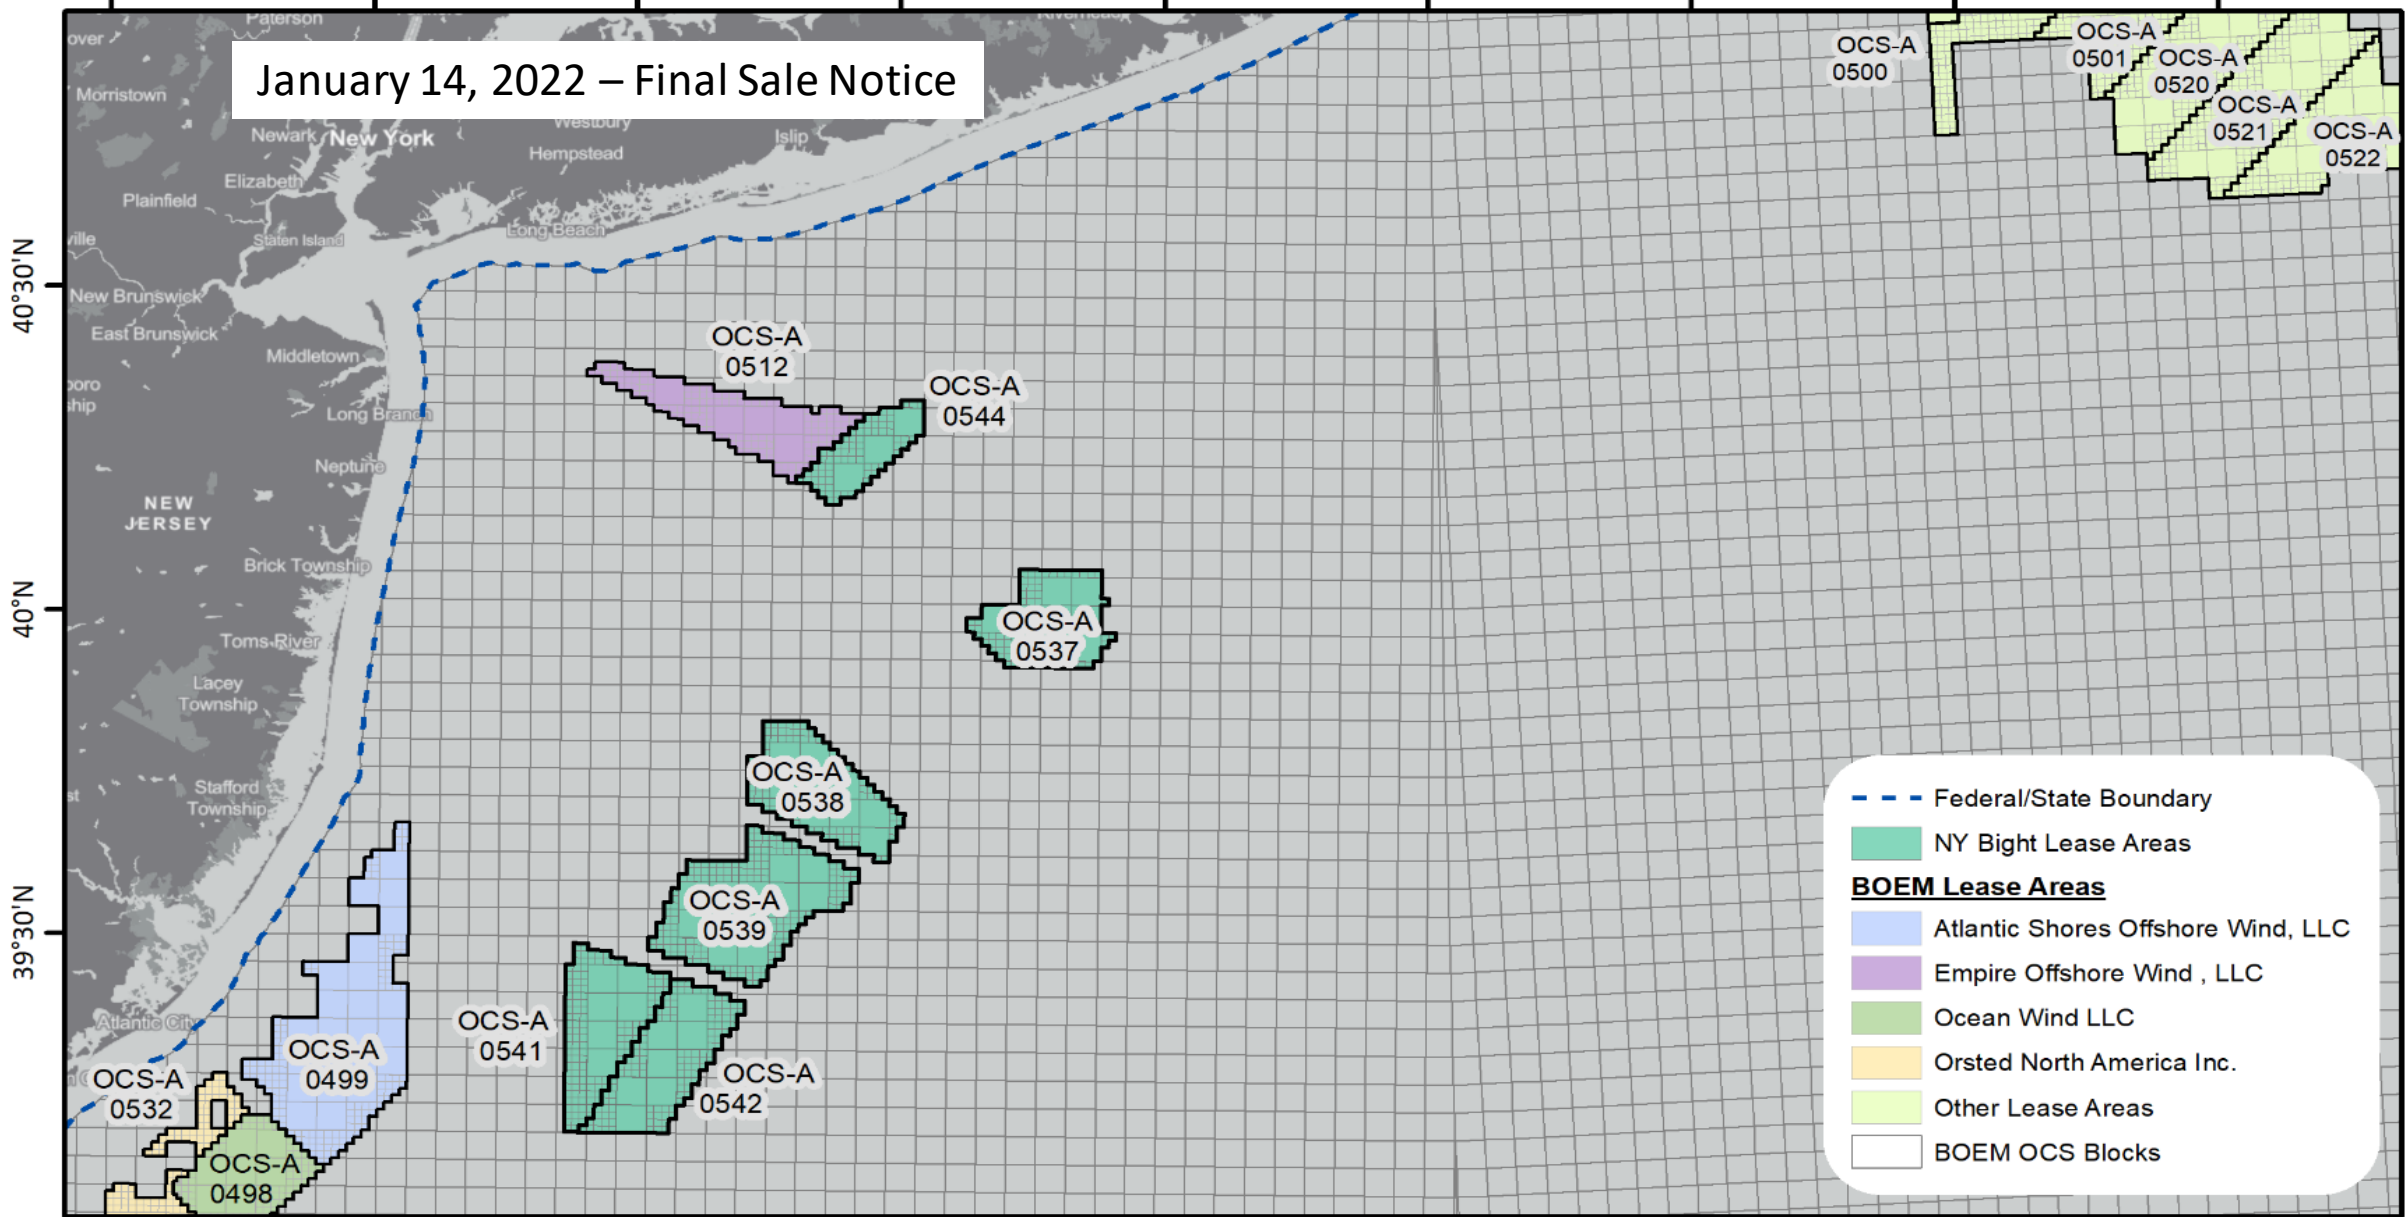 Paterson
over
January 14, 2022 – Final Sale Notice
Morristown
Newark
New York
Westbury
Hempstead
Islip
Elizabeth
Plainfield
Staten Island
Long Beach
ville
New Brunswick
East Brunswick
Middletown
boro
ship
Long Branch
Neptune
NEW
JERSEY
Brick Township
Toms River
Lacey
Township
Stafford
Township
st
Atlantic City
40°30'N
40°N
39°30'N
OCS-A
0500
OCS-A
0501
OCS-A
0520
OCS-A
0521
OCS-A
0522
OCS-A
0512
OCS-A
0544
OCS-A
0537
OCS-A
0538
OCS-A
0539
OCS-A
0541
OCS-A
0542
OCS-A
0499
OCS-A
0532
OCS-A
0498
Federal/State Boundary
NY Bight Lease Areas
BOEM Lease Areas
Atlantic Shores Offshore Wind, LLC
Empire Offshore Wind , LLC
Ocean Wind LLC
Orsted North America Inc.
Other Lease Areas
BOEM OCS Blocks